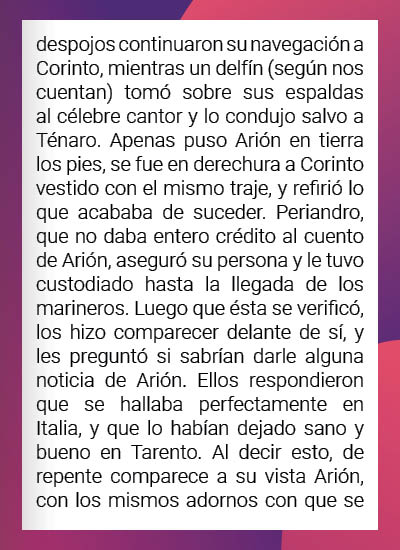 despojos continuaron su navegación a
Corinto, mientras un delfín (según nos
cuentan) tomó sobre sus espaldas
al célebre cantor y lo condujo salvo a
Ténaro. Apenas puso Arión en tierra
los pies, se fue en derechura a Corinto
vestido con el mismo traje, y refirió lo
que acababa de suceder. Periandro,
que no daba entero crédito al cuento
de Arión, aseguró su persona y le tuvo
custodiado hasta la llegada de los
marineros. Luego que ésta se verificó,
los hizo comparecer delante de sí, y
les preguntó si sabrían darle alguna
noticia de Arión. Ellos respondieron
que se hallaba perfectamente en
Italia, y que lo habían dejado sano y
bueno en Tarento. Al decir esto, de
repente comparece a su vista Arión,
con los mismos adornos con que se